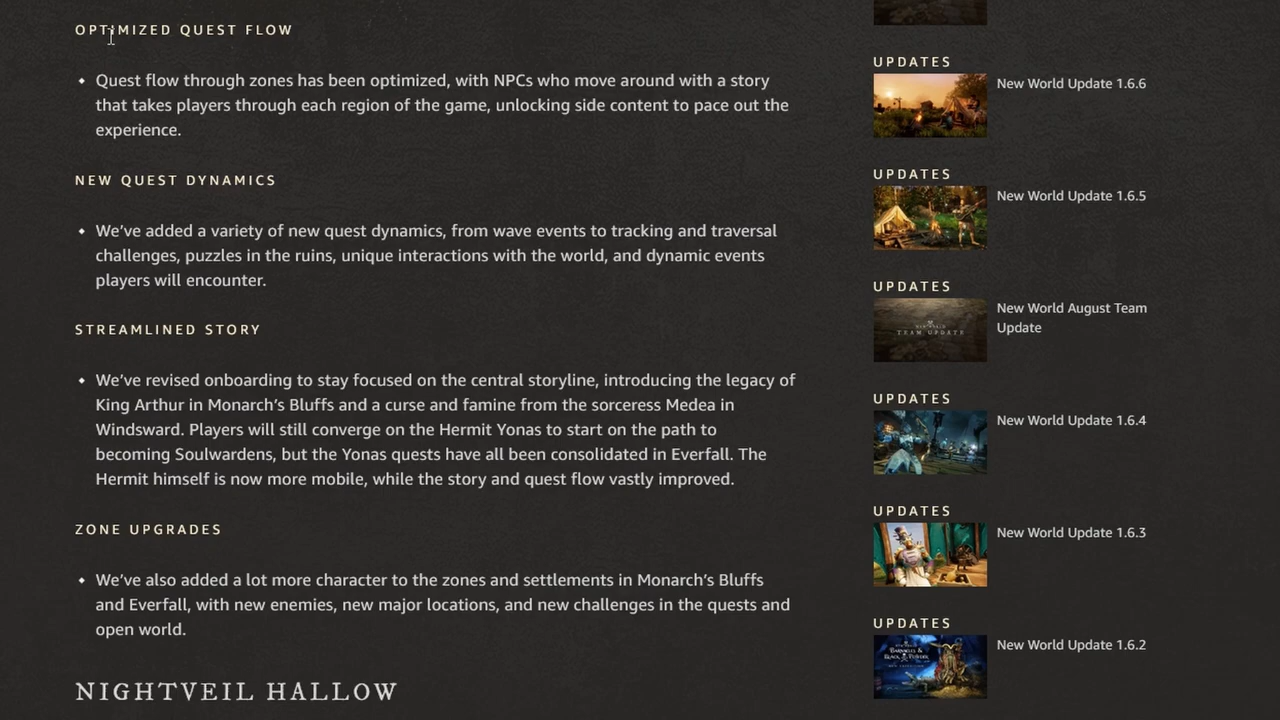 OPTIMIZED QUEST FLOW
Quest flow through zones has been optimized, with NPCs who move around with a story
that takes players through each region of the game, unlocking side content to pace out the
experience.
NEW QUEST DYNAMICS
We’ve added a variety of new quest dynamics, from wave events to tracking and traversal
challenges, puzzles in the ruins, unique interactions with the world, and dynamic events
players will encounter.
STREAMLINED STORY
We’ve revised onboarding to stay focused on the central storyline, introducing the legacy of
King Arthur in Monarch’s Bluffs and a curse and famine from the sorceress Medea in
Windsward. Players will still converge on the Hermit Yonas to start on the path to
becoming Soulwardens, but the Yonas quests have all been consolidated in Everfall. The
Hermit himself is now more mobile, while the story and quest flow vastly improved.
ZONE UPGRADES
We’ve also added a lot more character to the zones and settlements in Monarch’s Bluffs
and Everfall, with new enemies, new major locations, and new challenges in the quests and
open world.
NIGHTVEIL HALLOW
UPDATES
New World Update 1.6.6
UPDATES
New World Update 1.6.5
UPDATES
TEAM UPDATE
New World August Team
Update
UPDATES
New World Update 1.6.4
UPDATES
New World Update 1.6.3
UPDATES
BARNACLES &
BLACK POWDER
New World Update 1.6.2